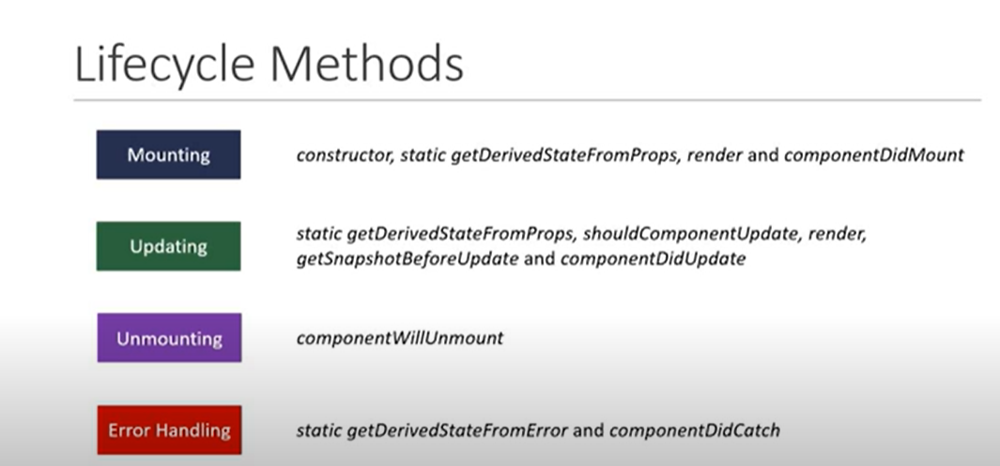 Lifecycle Methods
Mounting
constructor, static getDerivedStateFromProps, render and componentDidMount
Updating
static getDerivedStateFromProps, shouldComponentUpdate, render,
getSnapshotBeforeUpdate and componentDidUpdate
Unmounting
componentWillUnmount
Error Handling
static getDerivedStateFromError and componentDidCatch